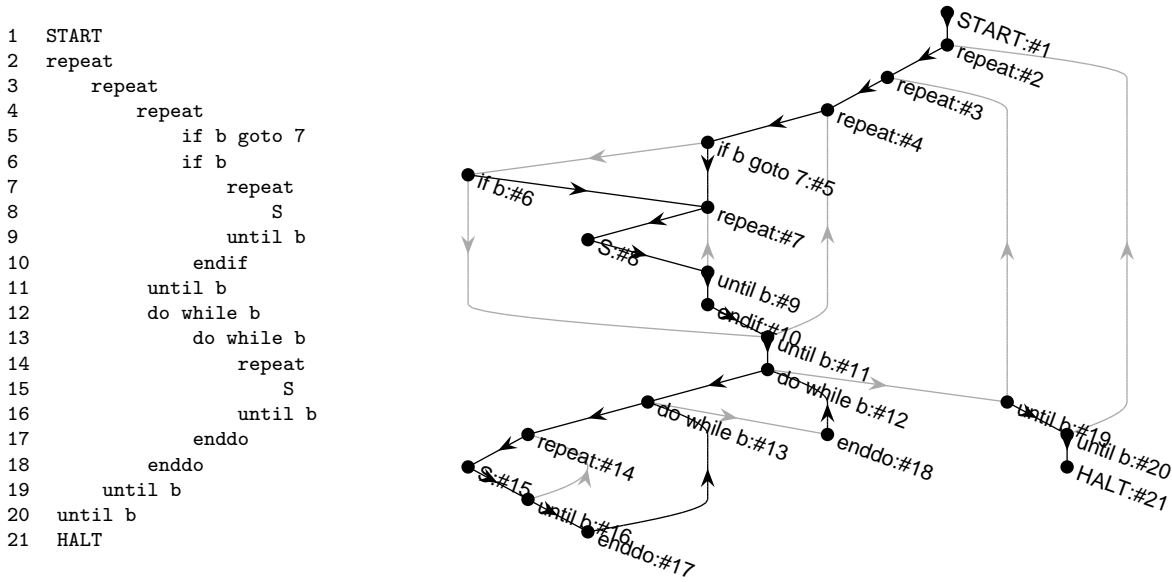 1 START
2 repeat
3 repeat
4 repeat
5 if b goto 7
6 if b
7 repeat
8 S
9 until b
10 endif
11 until b
12 do while b
13 do while b
14 repeat
15 S
16 until b
17 enddo
18 enddo
19 until b
20 until b
21 HALT
START:#1
repeat:#2
repeat:#3
repeat:#4
if b goto 7:#5
if b:#6
repeat:#7
S:#8
until b:#9
endif:#10
until b:#11
do while b:#12
do while b:#13
until b:#19
repeat:#14
enddo:#18
until b:#20
S:#15
HALT:#21
until b:#16
enddo:#17